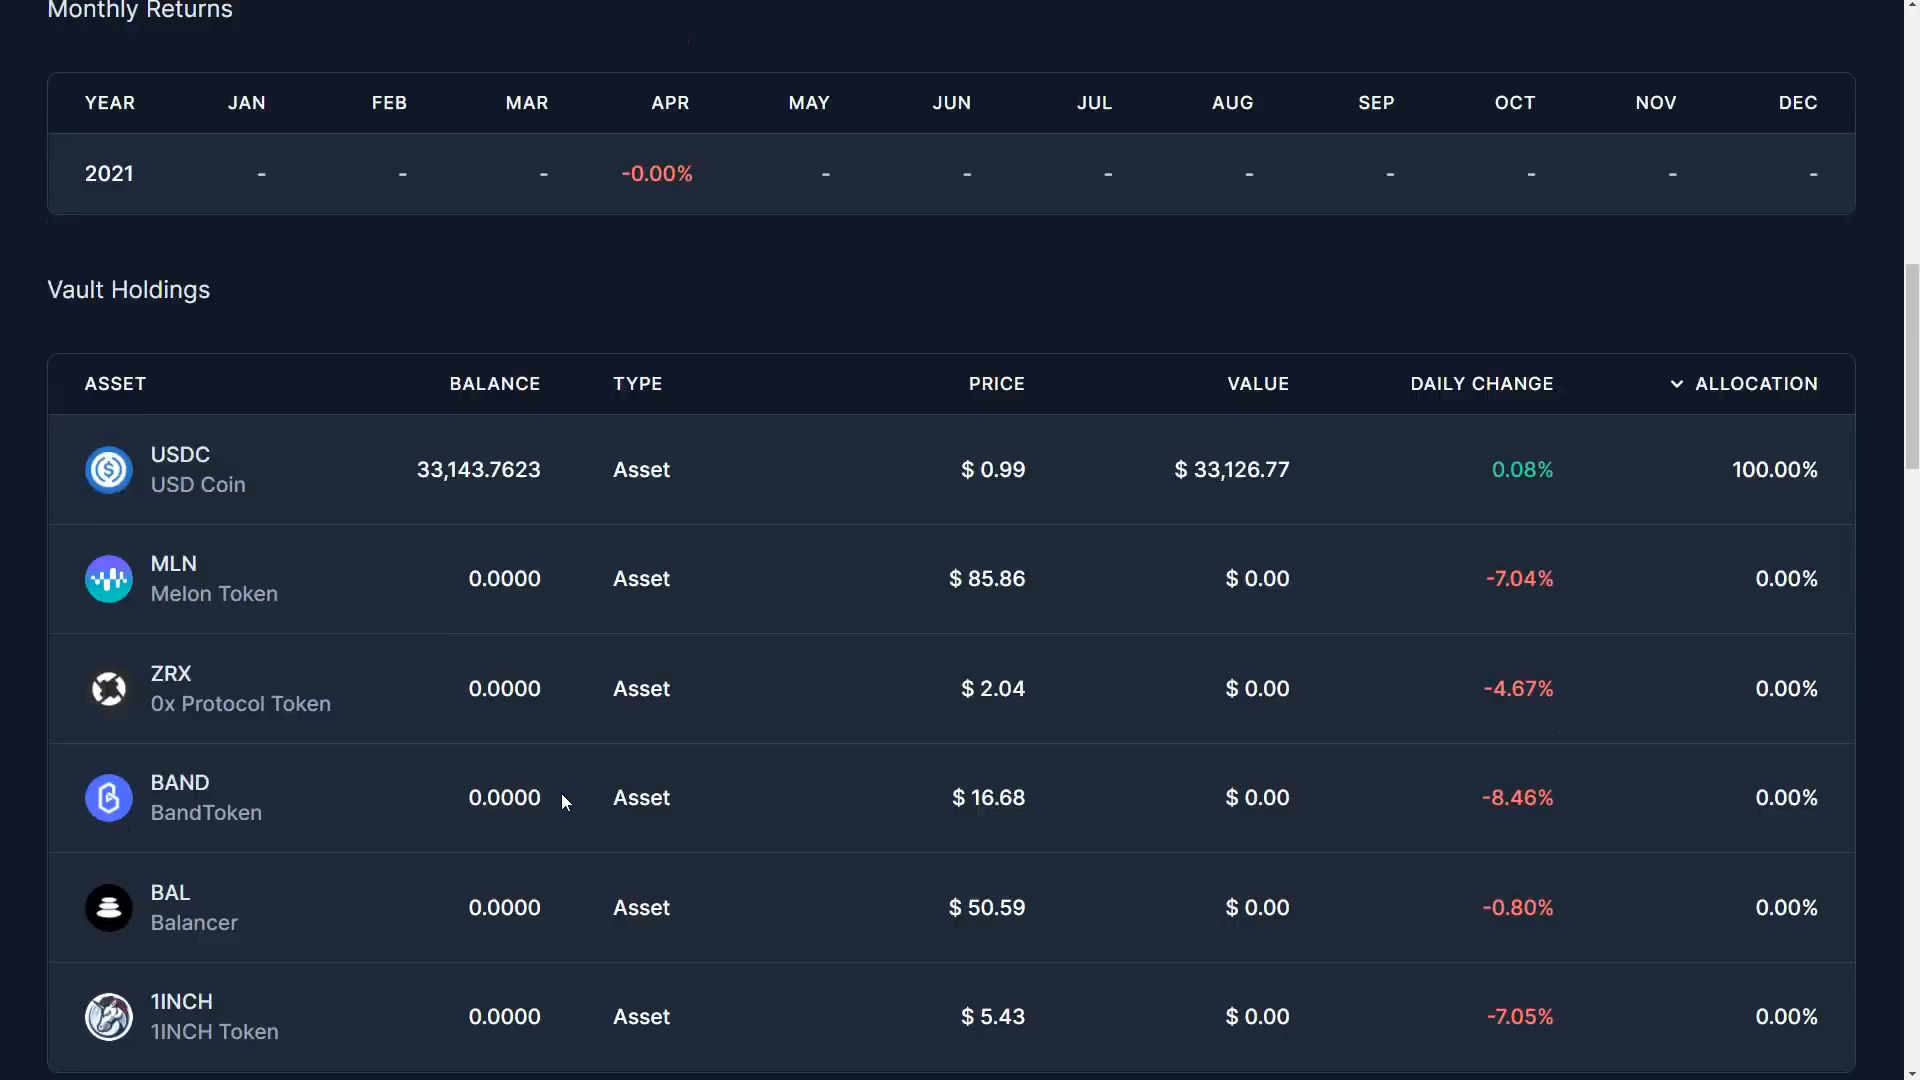 Monthly Returns
YEAR JAN FEB MAR APR MAY JUN JUL AUG SEP OCT NOV DEC
2021 - - - -0.00% - - - - - - - -
Vault Holdings
ASSET BALANCE TYPE PRICE VALUE DAILY CHANGE ALLOCATION
USDC
USD Coin
33,143.7623 Asset $ 0.99 $ 33,126.77 0.08% 100.00%
MLN
Melon Token
0.0000 Asset $ 85.86 $ 0.00 -7.04% 0.00%
ZRX
0x Protocol Token
0.0000 Asset $ 2.04 $ 0.00 -4.67% 0.00%
BAND
BandToken
0.0000 Asset $ 16.68 $ 0.00 -8.46% 0.00%
BAL
Balancer
0.0000 Asset $ 50.59 $ 0.00 -0.80% 0.00%
1INCH
1INCH Token
0.0000 Asset $ 5.43 $ 0.00 -7.05% 0.00%